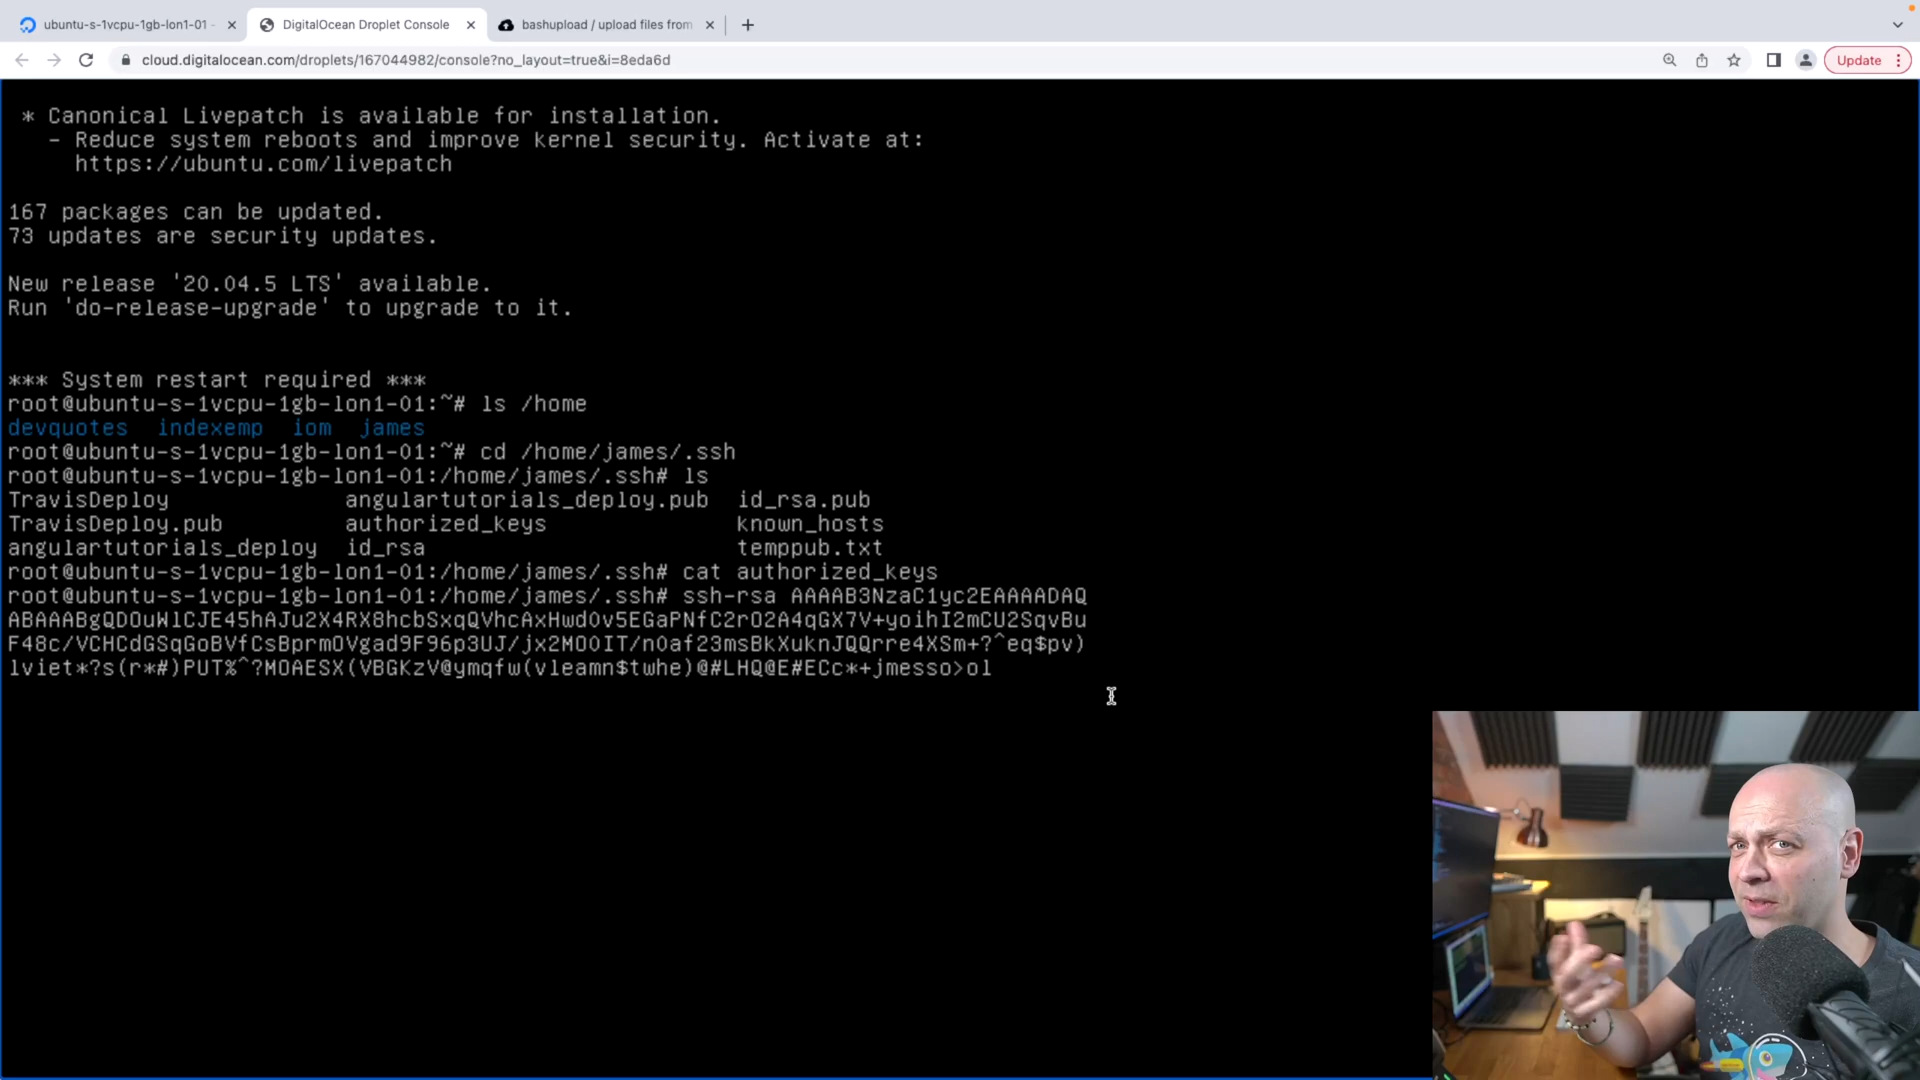 ubuntu-s-1vcpu-1gb-lon1-01 -
DigitalOcean Droplet Console
bashupload / upload files from
cloud.digitalocean.com/droplets/167044982/console?no_layout=true&i=8eda6d
Update
* Canonical Livepatch is available for installation.
- Reduce system reboots and improve kernel security. Activate at:
https://ubuntu.com/livepatch
167 packages can be updated.
73 updates are security updates.
New release '20.04.5 LTS' available.
Run 'do-release-upgrade' to upgrade to it.
*** System restart required ***
root@ubuntu-s-1vcpu-1gb-lon1-01:~# ls /home
devquotes indexemp iom james
root@ubuntu-s-1vcpu-1gb-lon1-01:~# cd /home/james/.ssh
root@ubuntu-s-1vcpu-1gb-lon1-01:/home/james/.ssh# ls
TravisDeploy angulartutorials_deploy.pub id_rsa.pub
TravisDeploy.pub authorized_keys known_hosts
angulartutorials_deploy id_rsa temppub.txt
root@ubuntu-s-1vcpu-1gb-lon1-01:/home/james/.ssh# cat authorized_keys
root@ubuntu-s-1vcpu-1gb-lon1-01:/home/james/.ssh# ssh-rsa AAAAB3NzaC1yc2EAAAADAQ
ABAAABgQDOuWlCJE45hAJu2X4RX8hcbSxqQVhcAxHwd0v5EGaPNfC2rO2A4qGX7V+yoihI2mCU2SqvBu
F48c/VCHCdGSqGoBVfCsBprmOVgad9F96p3UJ/jx2MO0IT/n0af23msBkXuknJQQrre4XSm+?^eq$pv)
lviet*?s(r*#)PUT%^?MOAESX(VBGKzV@ymqfw(vleamn$twhe)@#LHQ@E#ECc*+jmesso>ol